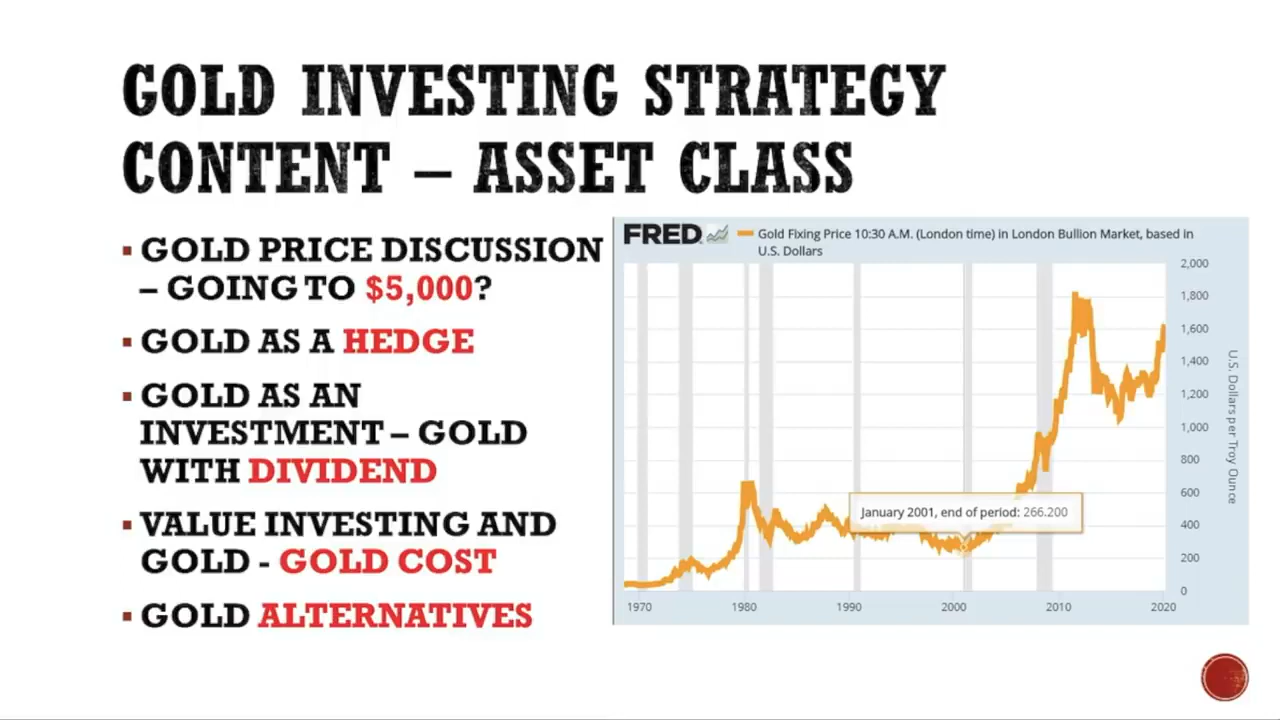 GOLD INVESTING STRATEGY
CONTENT – ASSET CLASS
▪ GOLD PRICE DISCUSSION
– GOING TO $5,000?
▪ GOLD AS A HEDGE
▪ GOLD AS AN
INVESTMENT – GOLD
WITH DIVIDEND
▪ VALUE INVESTING AND
GOLD - GOLD COST
▪ GOLD ALTERNATIVES
FRED
Gold Fixing Price 10:30 A.M. (London time) in London Bullion Market, based in
U.S. Dollars
2,000
1,800
1,600
1,400
1,200
1,000
800
600
400
200
0
U.S. Dollars per Troy Ounce
January 2001, end of period: 266.200
1970 1980 1990 2000 2010 2020